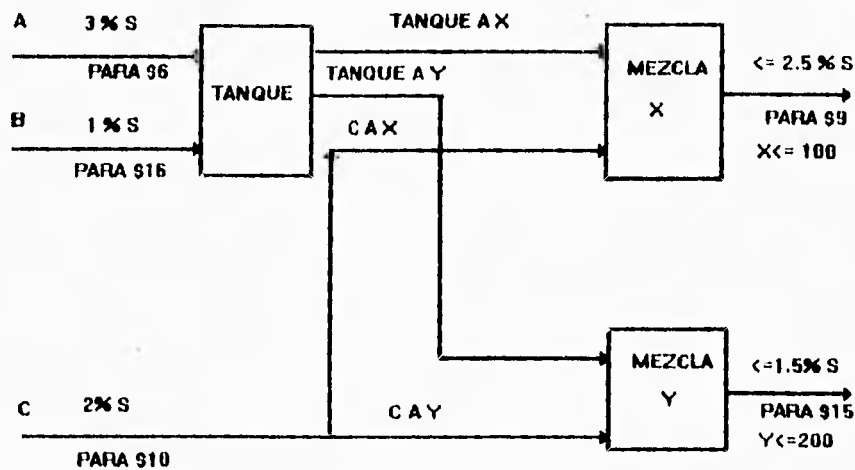 A 3% S
PARA $6
B 1% S
PARA $16
TANQUE
TANQUE A X
TANQUE A Y
C A X
MEZCLA
X
<= 2.5 % S
PARA $9
X<= 100
C 2% S
PARA $10
C A Y
MEZCLA
Y
<=1.5% S
PARA $15
Y<=200